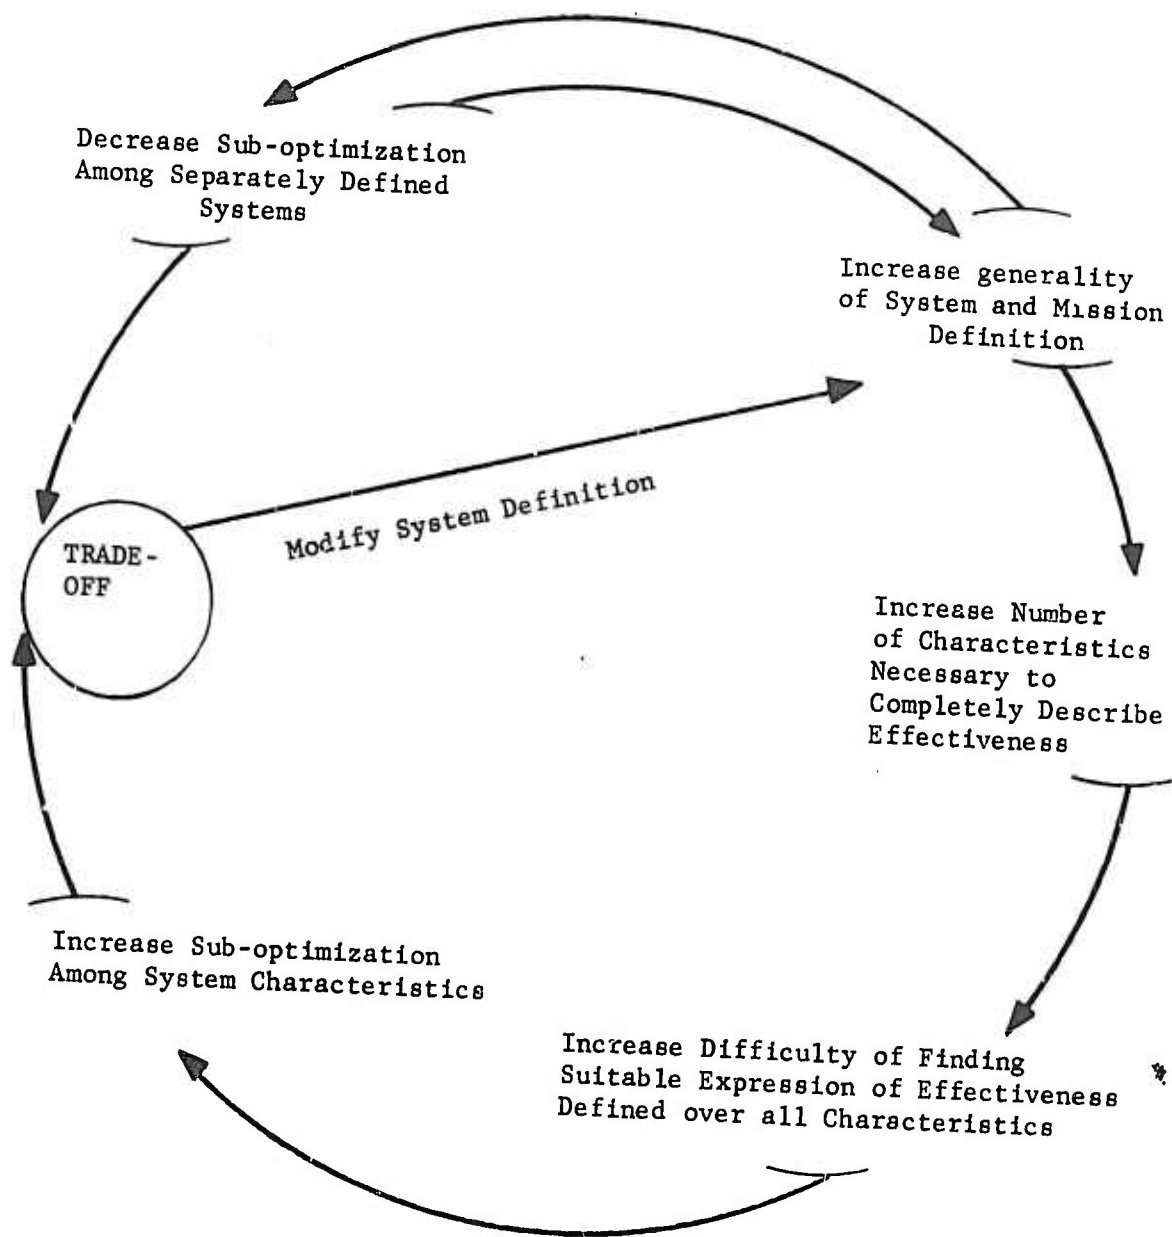 Decrease Sub-optimization
Among Separately Defined
Systems
Increase generality
of System and Mission
Definition
Modify System Definition
TRADE-
OFF
Increase Number
of Characteristics
Necessary to
Completely Describe
Effectiveness
Increase Sub-optimization
Among System Characteristics
Increase Difficulty of Finding
Suitable Expression of Effectiveness
Defined over all Characteristics